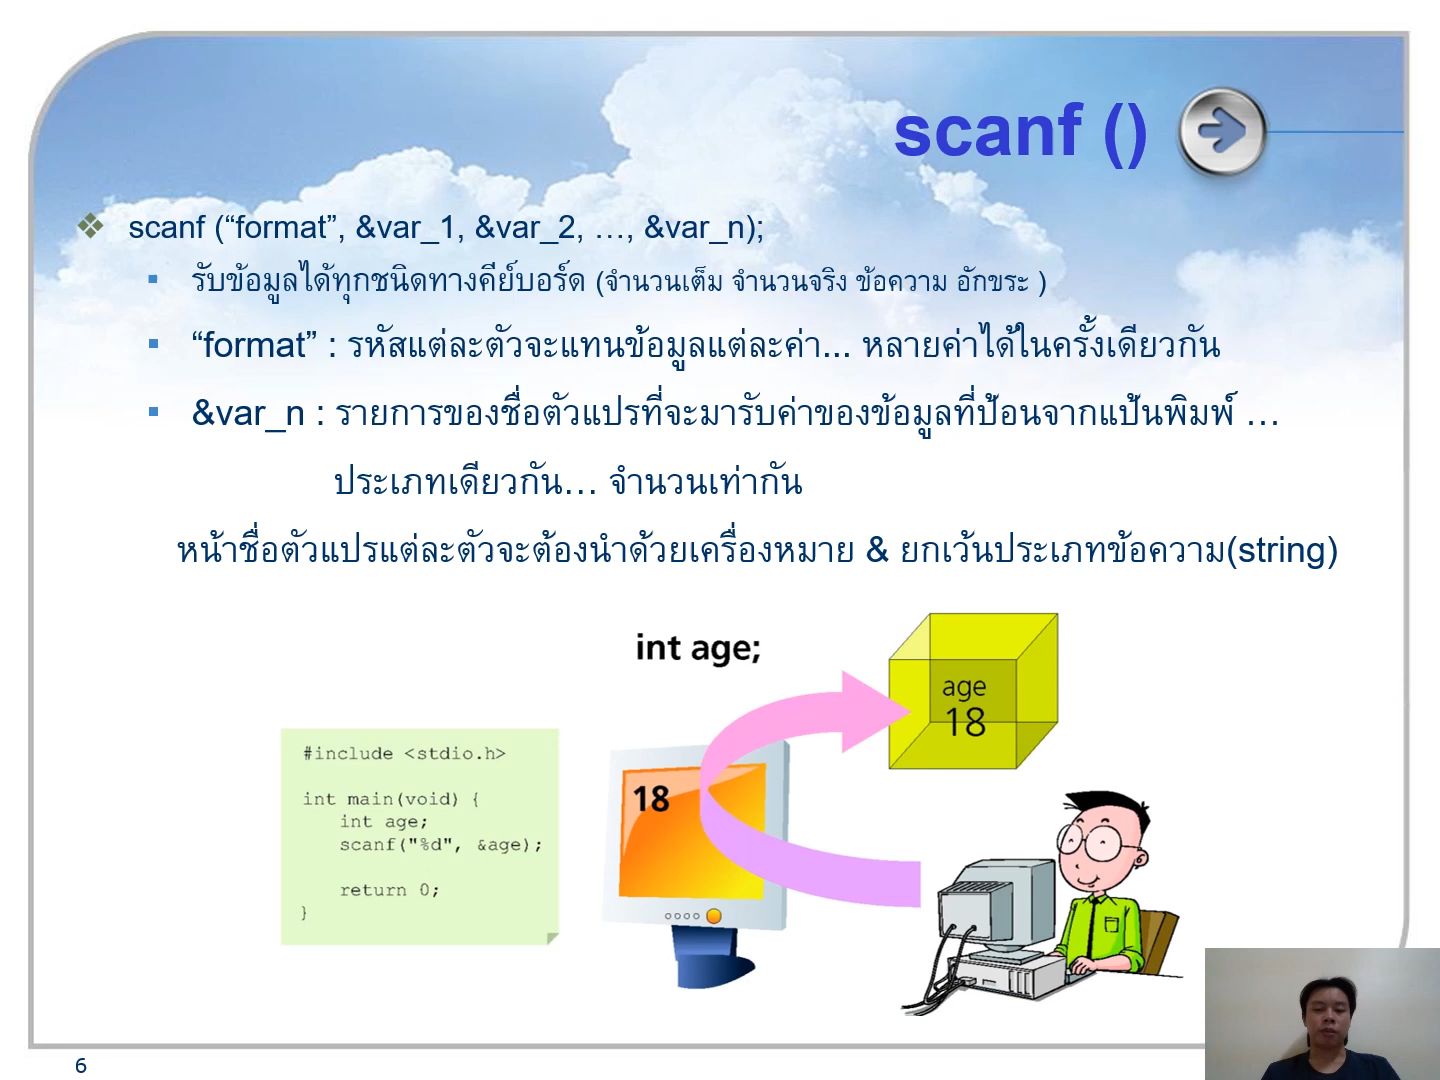 scanf ()
scanf (“format”, &var_1, &var_2, …, &var_n);
รับข้อมูลได้ทุกชนิดทางคีย์บอร์ด (จำนวนเต็ม จำนวนจริง ข้อความ อักขระ )
“format” : รหัสแต่ละตัวจะแทนข้อมูลแต่ละค่า... หลายค่าได้ในครั้งเดียวกัน
&var_n : รายการของชื่อตัวแปรที่จะมารับค่าของข้อมูลที่ป้อนจากแป้นพิมพ์ …
ประเภทเดียวกัน… จำนวนเท่ากัน
หน้าชื่อตัวแปรแต่ละตัวจะต้องนำด้วยเครื่องหมาย & ยกเว้นประเภทข้อความ(string)
int age;
age
18
#include <stdio.h>
int main(void) {
int age;
scanf("%d", &age);
return 0;
}
18
6